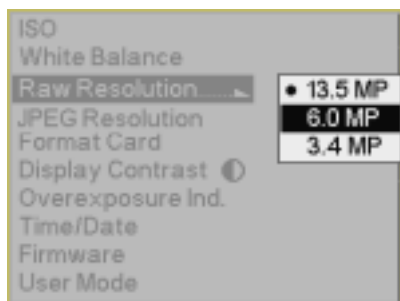 ISO
White Balance
Raw Resolution
13.5 MP
6.0 MP
3.4 MP
JPEG Resolution
Format Card
Display Contrast
Overexposure Ind.
Time/Date
Firmware
User Mode